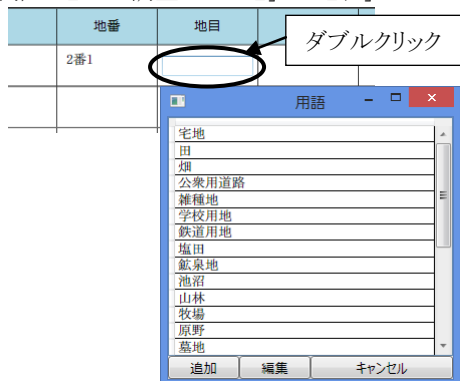 地番 地目
ダブルクリック
2番1
用語
宅地
田
畑
公衆用道路
雑種地
学校用地
鉄道用地
塩田
鉱泉地
池沼
山林
牧場
原野
墓地
追加 編集 キャンセル